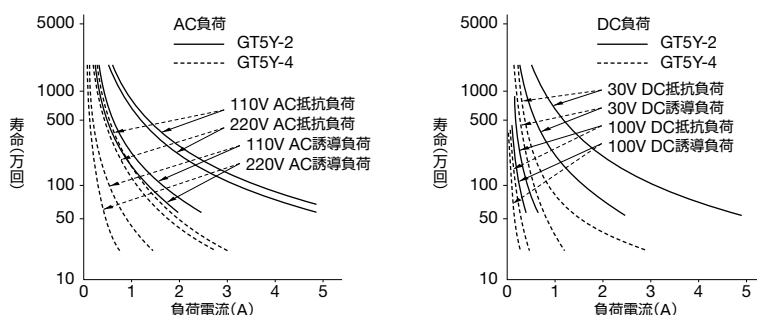 AC負荷
GT5Y-2
GT5Y-4
110V AC抵抗負荷
220V AC抵抗負荷
110V AC誘導負荷
220V AC誘導負荷
寿命(万回)
5000
1000
500
100
50
10
0
1
2
3
4
5
負荷電流(A)
DC負荷
GT5Y-2
GT5Y-4
30V DC抵抗負荷
30V DC誘導負荷
100V DC抵抗負荷
100V DC誘導負荷
寿命(万回)
5000
1000
500
100
50
10
0
1
2
3
4
5
負荷電流(A)